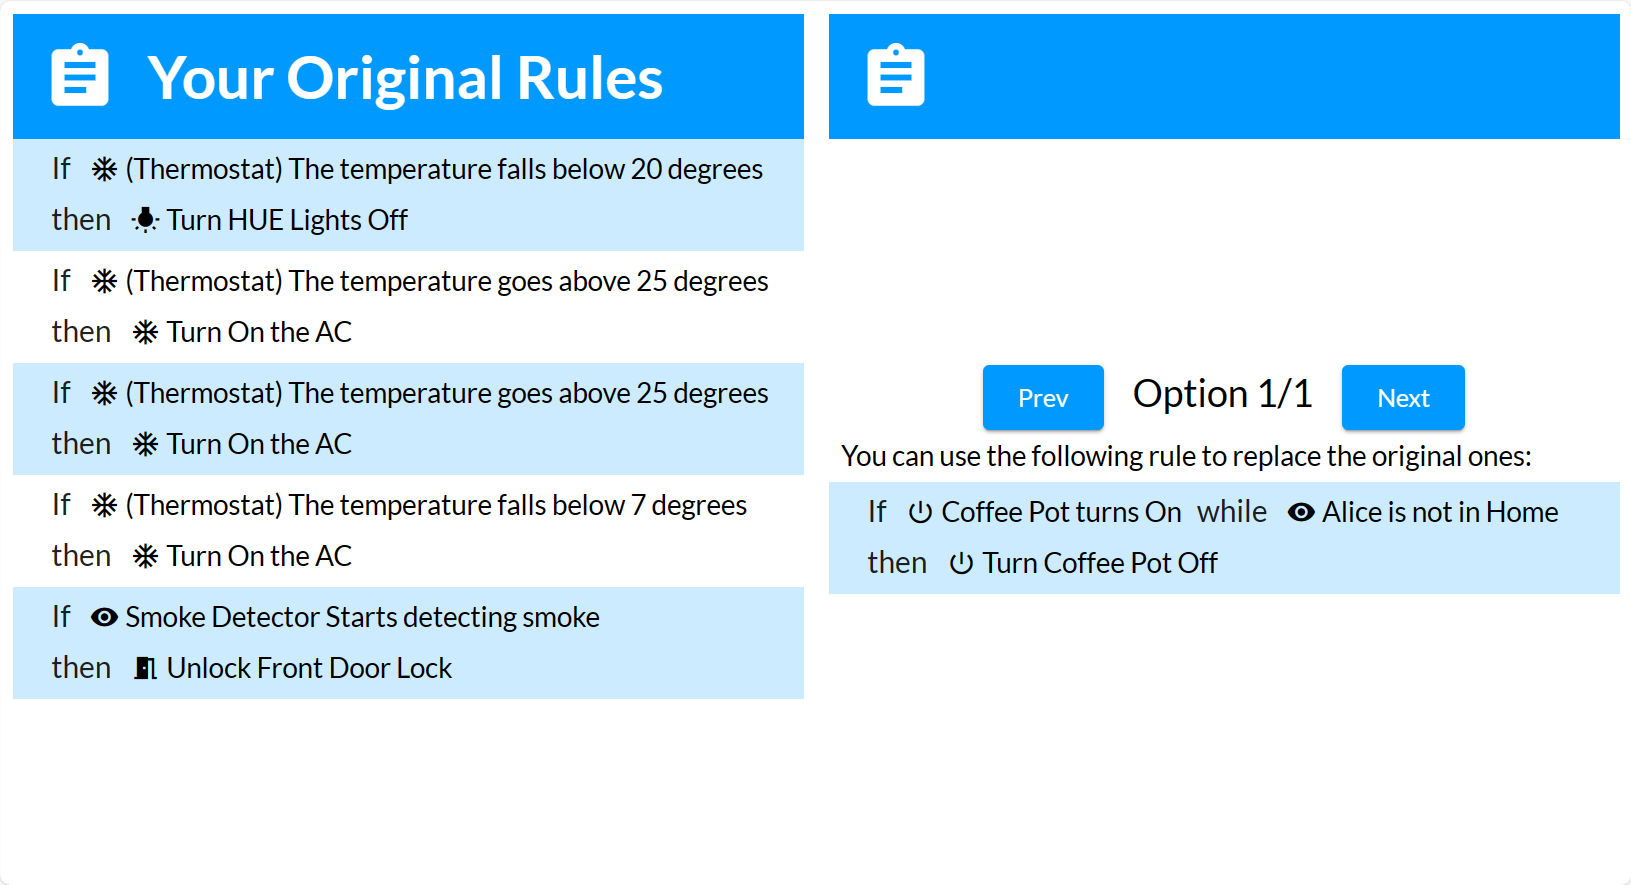 Your Original Rules
If (Thermostat) The temperature falls below 20 degrees
then Turn HUE Lights Off
If (Thermostat) The temperature goes above 25 degrees
then Turn On the AC
If (Thermostat) The temperature goes above 25 degrees
then Turn On the AC
If (Thermostat) The temperature falls below 7 degrees
then Turn On the AC
If Smoke Detector Starts detecting smoke
then Unlock Front Door Lock
Prev Option 1/1 Next
You can use the following rule to replace the original ones:
If Coffee Pot turns On while Alice is not in Home
then Turn Coffee Pot Off